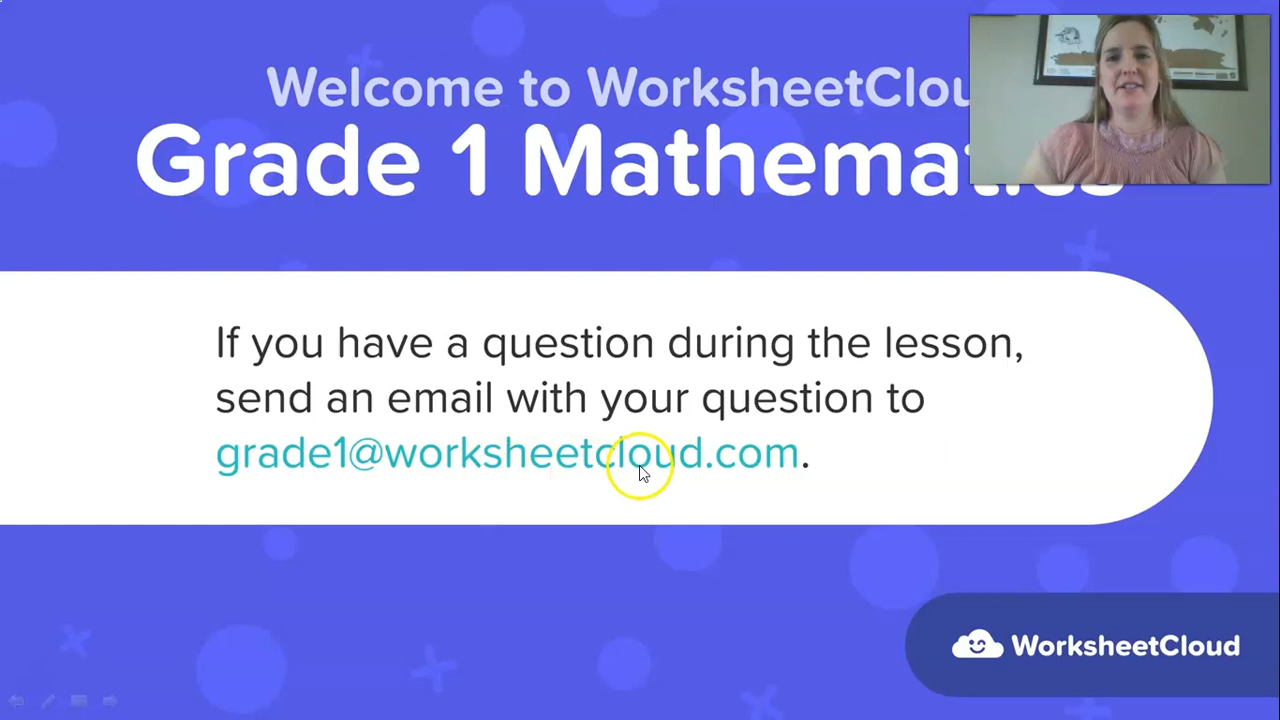 Welcome to WorksheetClou
Grade 1 Mathematics
If you have a question during the lesson,
send an email with your question to
grade1@worksheetcloud.com.
WorksheetCloud